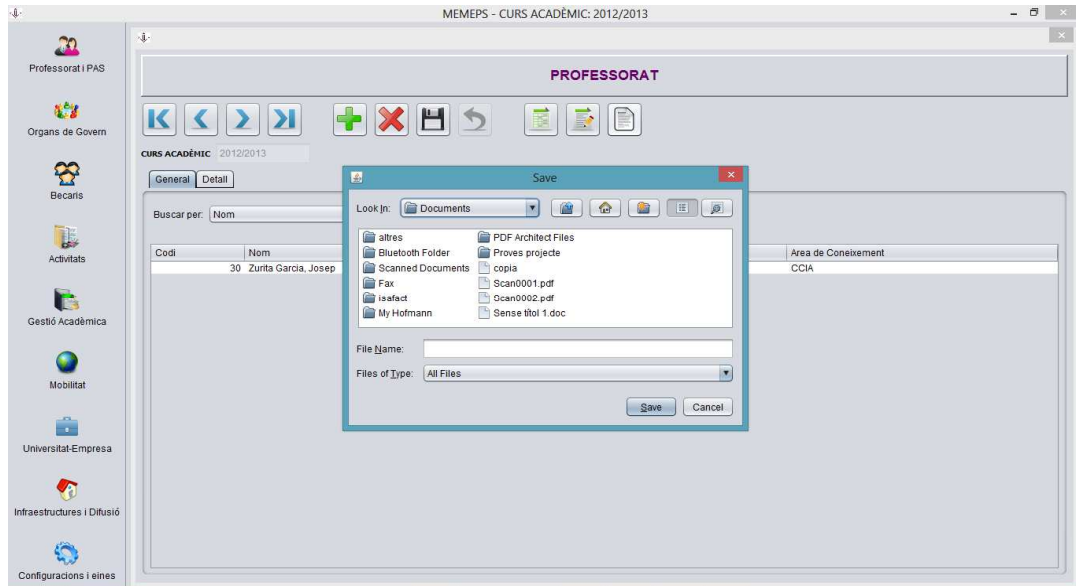 MEMEPS - CURS ACADÈMIC: 2012/2013
Professorat i PAS
Organs de Govern
Becaris
Activitats
Gestió Acadèmica
Mobilitat
Universitat-Empresa
Infraestructures i Difusió
Configuracions i eines
PROFESSORAT
CURS ACADÈMIC 2012/2013
General Detall
Buscar per: Nom
Codi Nom Area de Coneixement
30 Zurita Garcia, Josep CCIA
Save
Look In: Documents
altres
Bluetooth Folder
Scanned Documents
Fax
isafact
My Hofmann
PDF Architect Files
Proves projecte
copia
Scan0001.pdf
Scan0002.pdf
Sense títol 1.doc
File Name:
Files of Type: All Files
Save Cancel